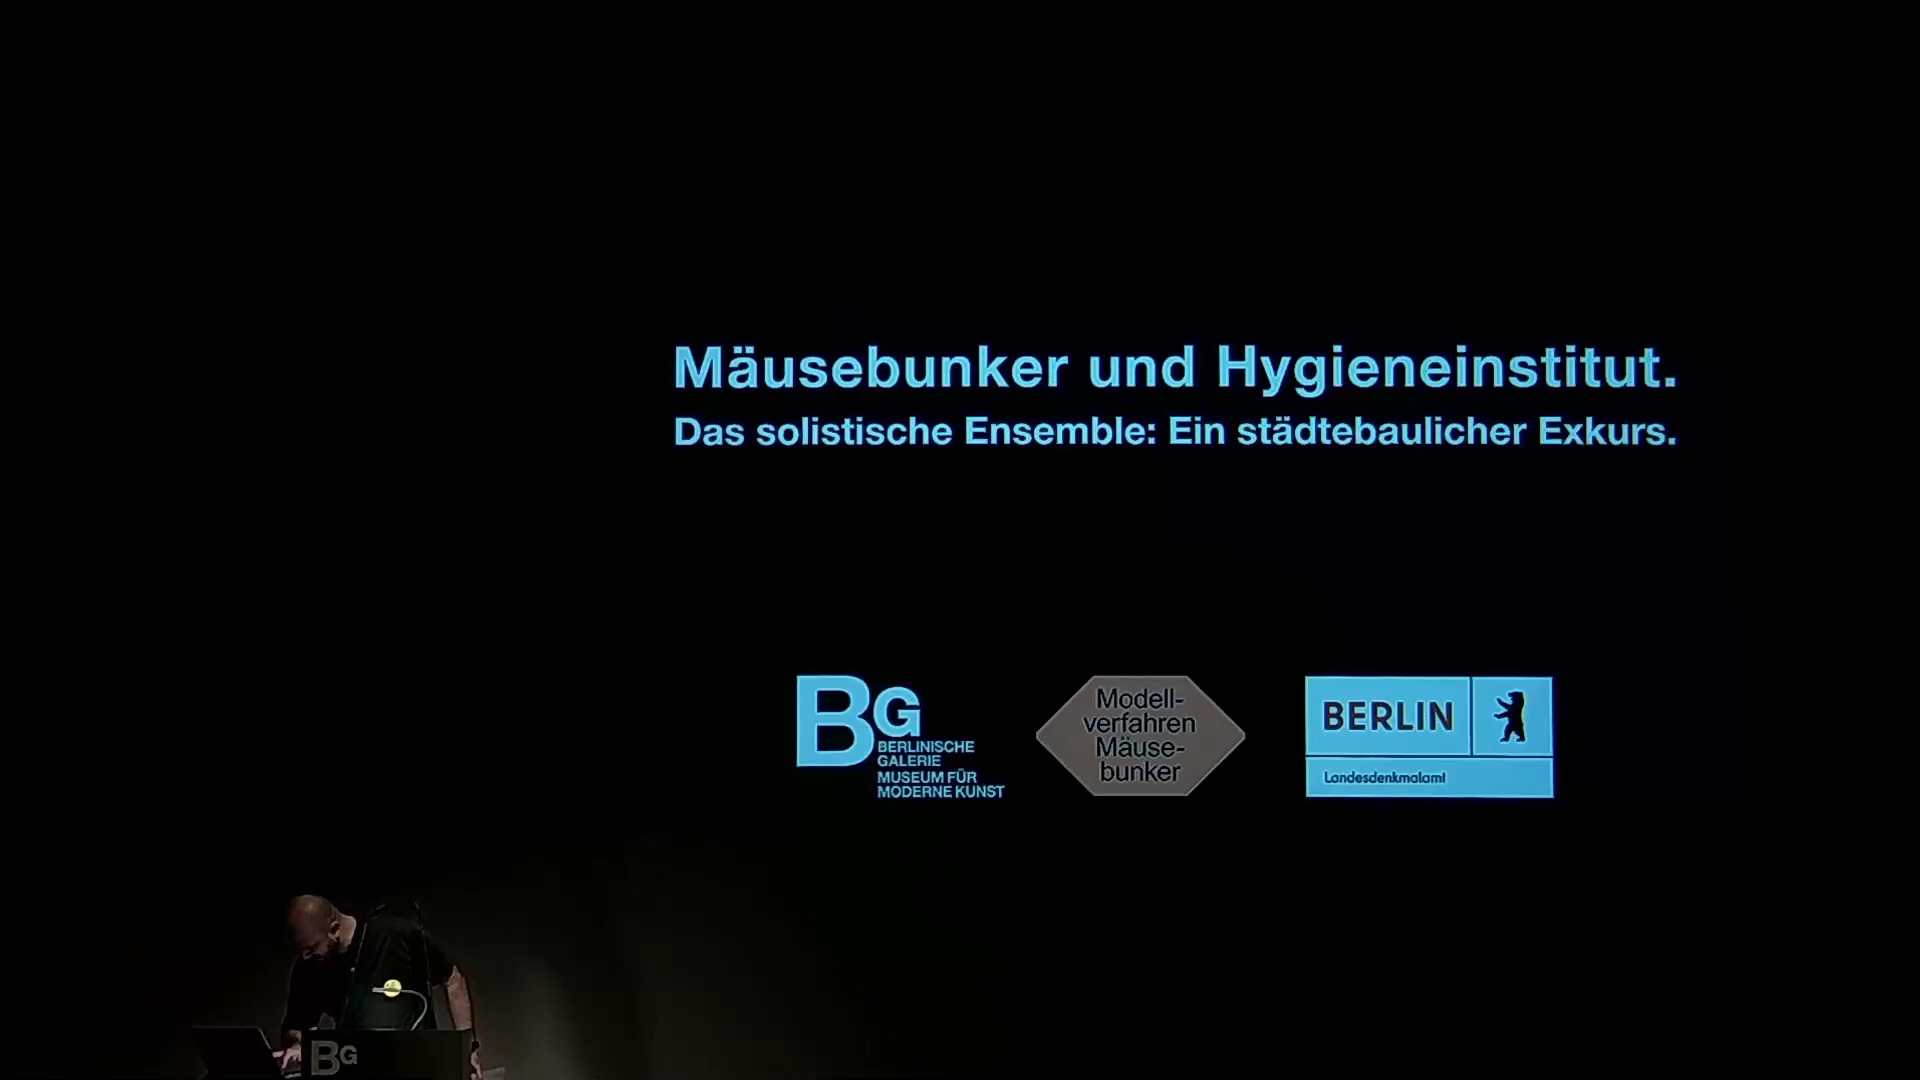 Mäusebunker und Hygieneinstitut.
Das solistische Ensemble: Ein städtebaulicher Exkurs.
BG
BERLINISCHE
GALERIE
MUSEUM FÜR
MODERNE KUNST
Modell-
verfahren
Mäuse-
bunker
BERLIN
Landesdenkmalamt
BG